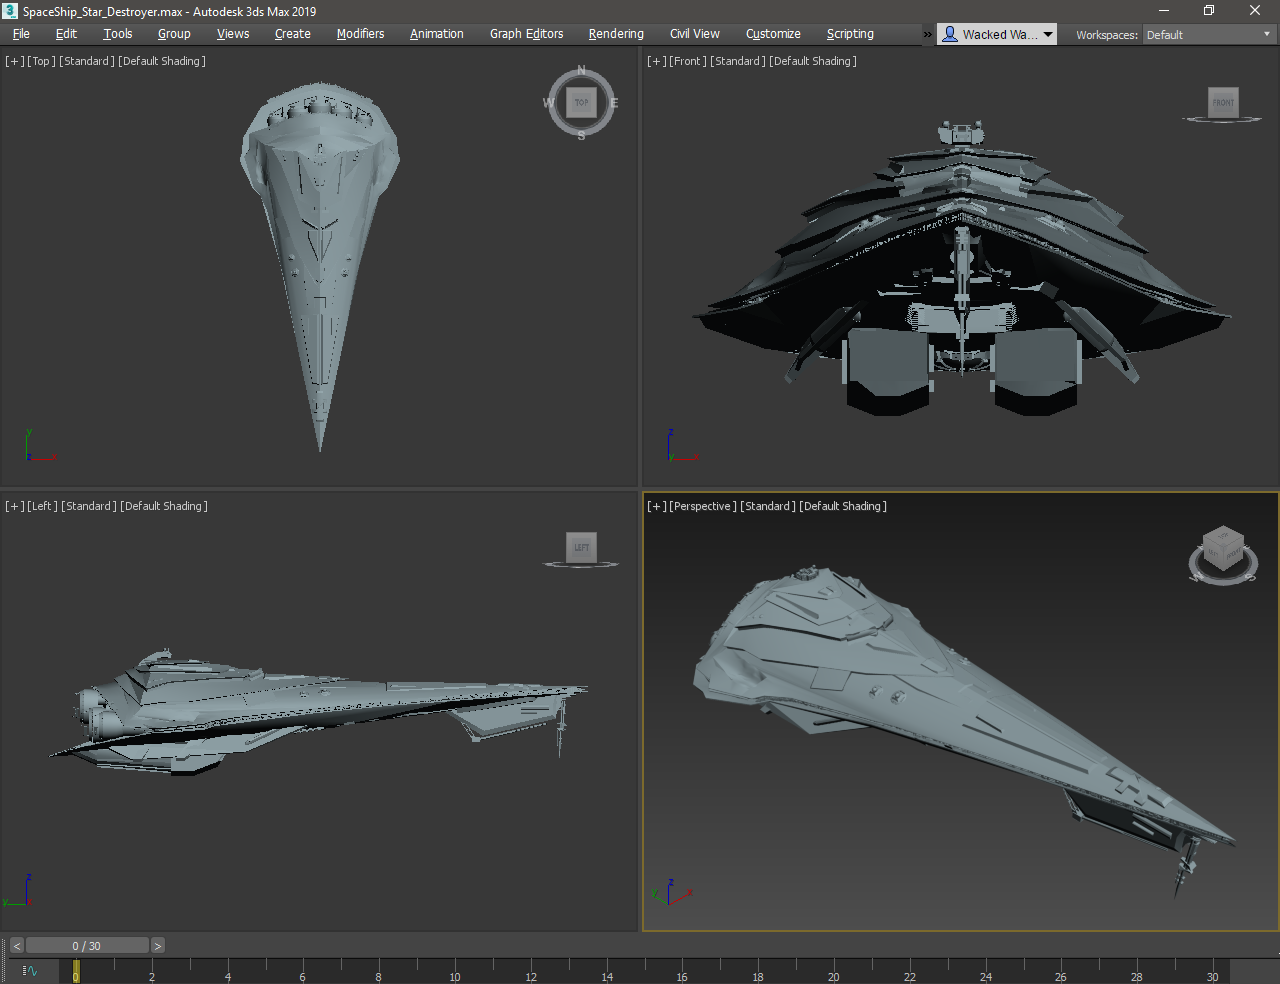 SpaceShip_Star_Destroyer.max - Autodesk 3ds Max 2019
File Edit Tools Group Views Create Modifiers Animation Graph Editors Rendering Civil View Customize Scripting » Wacked Wa... Workspaces: Default
[+] [Top] [Standard] [Default Shading]
N
W TOP E
S
[+] [Front] [Standard] [Default Shading]
FRONT
y
z x
z
y x
[+] [Left] [Standard] [Default Shading]
LEFT
[+] [Perspective] [Standard] [Default Shading]
W S
z
y
z
y x
< 0 / 30 >
0 2 4 6 8 10 12 14 16 18 20 22 24 26 28 30